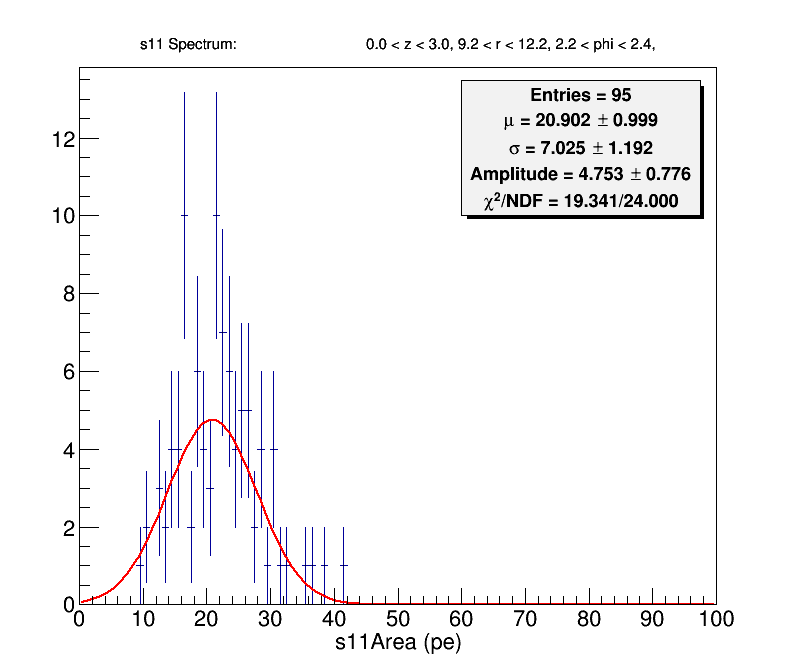 s11 Spectrum: 0.0 < z < 3.0, 9.2 < r < 12.2, 2.2 < phi < 2.4,
Entries = 95
μ = 20.902 ± 0.999
σ = 7.025 ± 1.192
Amplitude = 4.753 ± 0.776
χ²/NDF = 19.341/24.000
12
10
8
6
4
2
0
0 10 20 30 40 50 60 70 80 90 100
s11Area (pe)